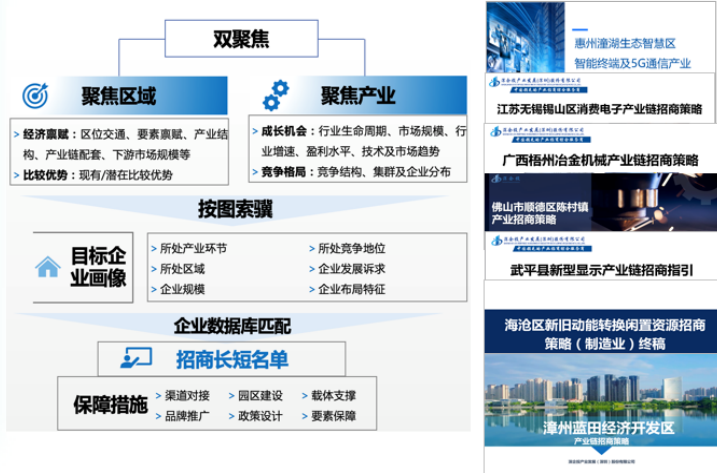 双聚焦
聚焦区域
聚焦产业
> 经济禀赋：区位交通、要素禀赋、产业结
构、产业链配套、下游市场规模等
> 比较优势：现有/潜在比较优势
> 成长机会：行业生命周期、市场规模、行
业增速、盈利水平、技术及市场趋势
> 竞争格局：竞争结构、集群及企业分布
按图索骥
目标企
业画像
> 所处产业环节
> 所处区域
> 企业规模
> 所处竞争地位
> 企业发展诉求
> 企业布局特征
企业数据库匹配
招商长短名单
保障措施
> 渠道对接
> 园区建设
> 载体支撑
> 品牌推广
> 政策设计
> 要素保障
惠州潼湖生态智慧区
智能终端及5G通信产业
江苏无锡锡山区消费电子产业链招商策略
广西梧州冶金机械产业链招商策略
佛山市顺德区陈村镇
产业招商策略
武平县新型显示产业链招商指引
海沧区新旧动能转换闲置资源招商
策略（制造业）终稿
漳州蓝田经济开发区
产业链招商策略